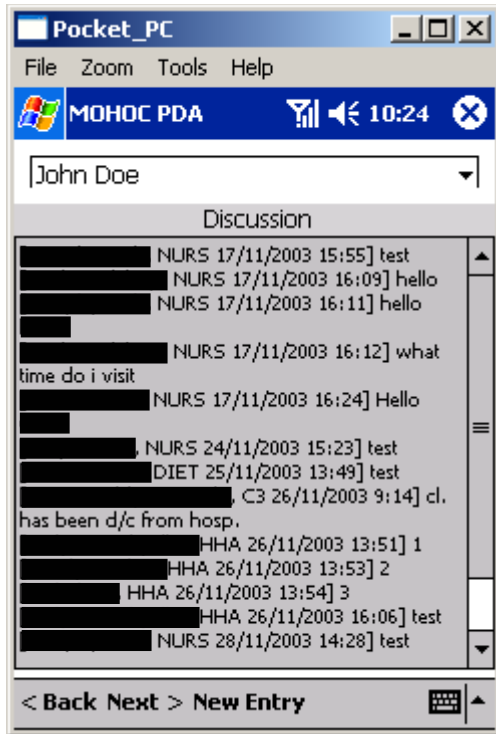 Pocket_PC
File Zoom Tools Help
MOHOC PDA 10:24
John Doe
Discussion
NURS 17/11/2003 15:55] test
NURS 17/11/2003 16:09] hello
NURS 17/11/2003 16:11] hello
NURS 17/11/2003 16:12] what
time do i visit
NURS 17/11/2003 16:24] Hello
, NURS 24/11/2003 15:23] test
DIET 25/11/2003 13:49] test
, C3 26/11/2003 9:14] cl.
has been d/c from hosp.
HHA 26/11/2003 13:51] 1
HHA 26/11/2003 13:53] 2
, HHA 26/11/2003 13:54] 3
HHA 26/11/2003 16:06] test
NURS 28/11/2003 14:28] test
< Back Next > New Entry